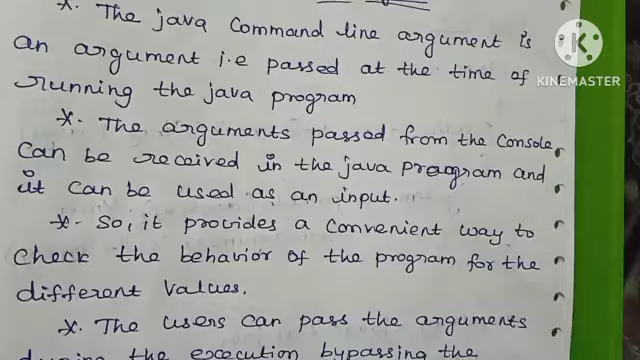 *. The java Command line argument is
an argument i.e passed at the time of
running the java program
*. The arguments passed from the Console,
Can be received in the java program and
it can be used as an input.
*. So, it provides a convenient way to
check the behavior of the program for the
different values.
*. The users can pass the arguments
during the execution bypassing the
KINEMASTER